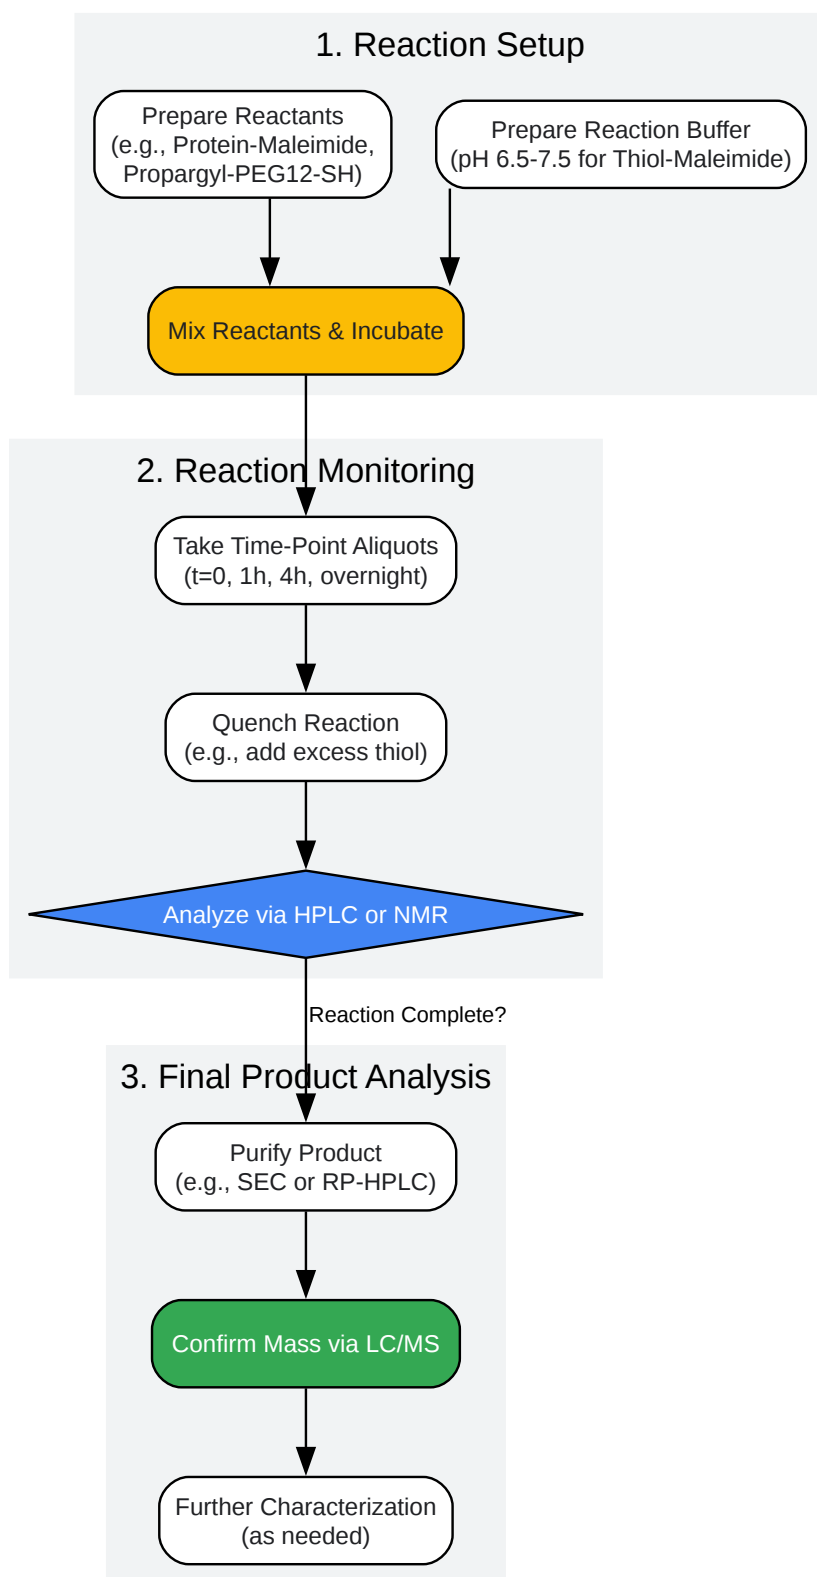 1. Reaction Setup
Prepare Reactants
(e.g., Protein-Maleimide,
Propargyl-PEG12-SH)
Prepare Reaction Buffer
(pH 6.5-7.5 for Thiol-Maleimide)
Mix Reactants & Incubate
2. Reaction Monitoring
Take Time-Point Aliquots
(t=0, 1h, 4h, overnight)
Quench Reaction
(e.g., add excess thiol)
Analyze via HPLC or NMR
Reaction Complete?
3. Final Product Analysis
Purify Product
(e.g., SEC or RP-HPLC)
Confirm Mass via LC/MS
Further Characterization
(as needed)